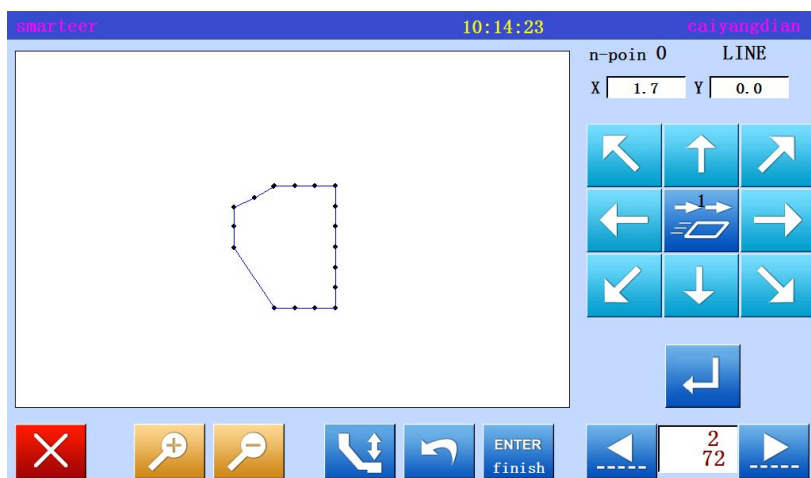 smarteer 10:14:23 caiyangdian
n-poin 0 LINE
X 1.7 Y 0.0
1
ENTER
finish
2
72